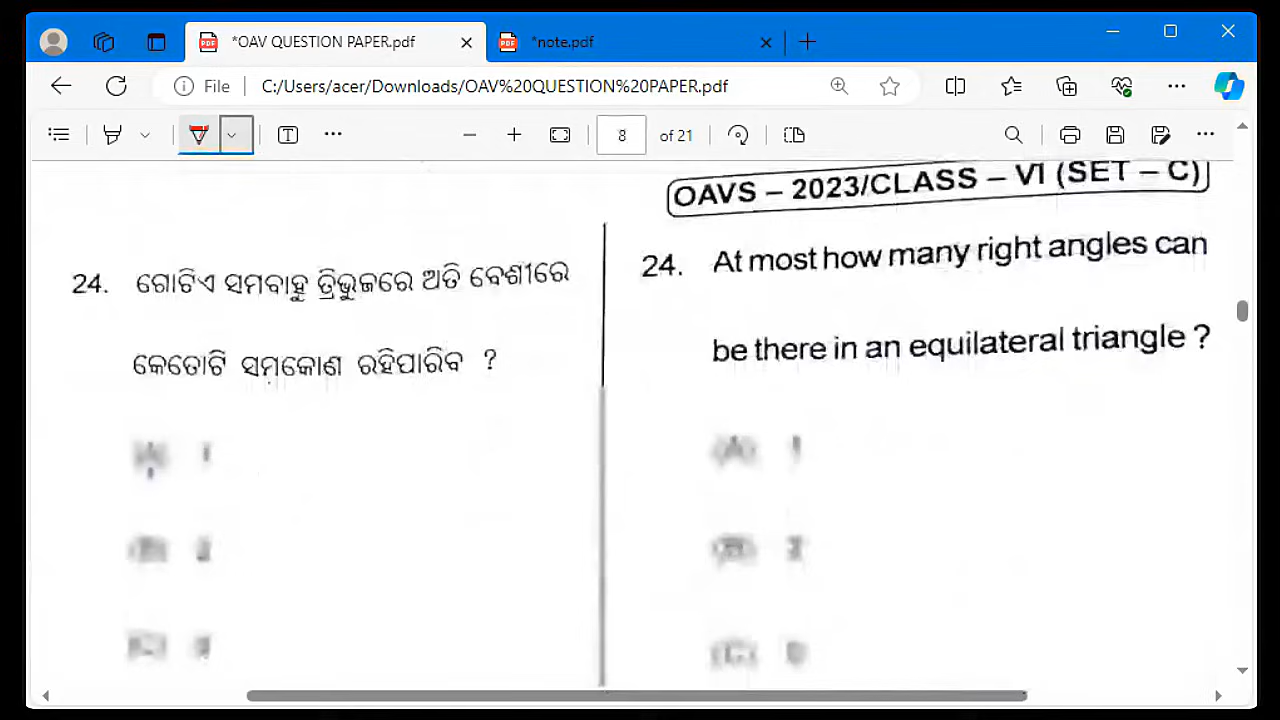 *OAV QUESTION PAPER.pdf
*note.pdf
File
C:/Users/acer/Downloads/OAV%20QUESTION%20PAPER.pdf
8 of 21
OAVS – 2023/CLASS – VI (SET – C)
24. ଗୋଟିଏ ସମବାହୁ ତ୍ରିଭୁଜରେ ଅତି ବେଶୀରେ
କେତୋଟି ସମକୋଣ ରହିପାରିବ ?
24. At most how many right angles can
be there in an equilateral triangle ?
(A) 1